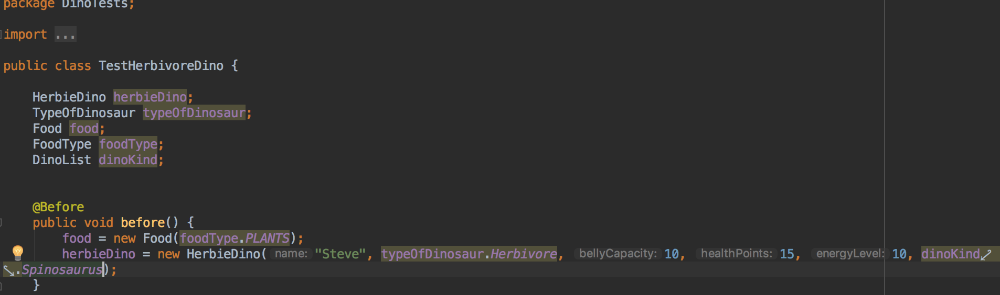 package DinoTests;
import ...
public class TestHerbivoreDino {
HerbieDino herbieDino;
TypeOfDinosaur typeOfDinosaur;
Food food;
FoodType foodType;
DinoList dinoKind;
@Before
public void before() {
food = new Food(foodType.PLANTS);
herbieDino = new HerbieDino( name: "Steve", typeOfDinosaur.Herbivore, bellyCapacity: 10, healthPoints: 15, energyLevel: 10, dinoKind
.Spinosaurus);
}